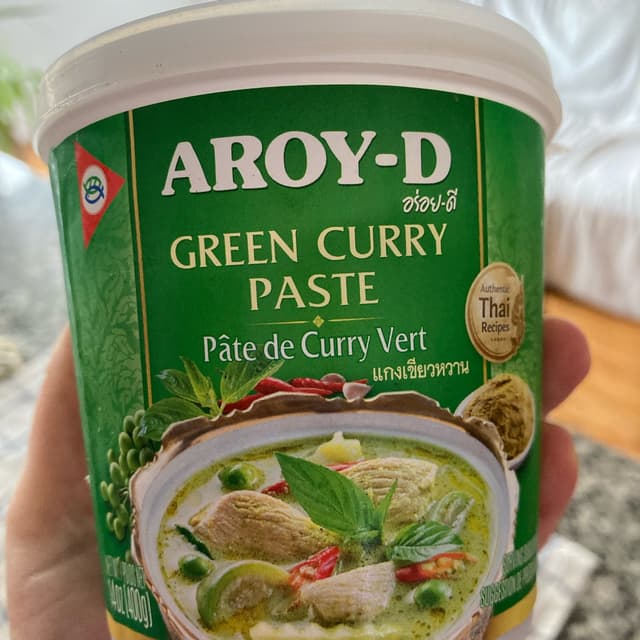 AROY-D
อร่อย-ดี
GREEN CURRY
PASTE
Pâte de Curry Vert
แกงเขียวหวาน
Authentic
Thai
Recipes
(400g)